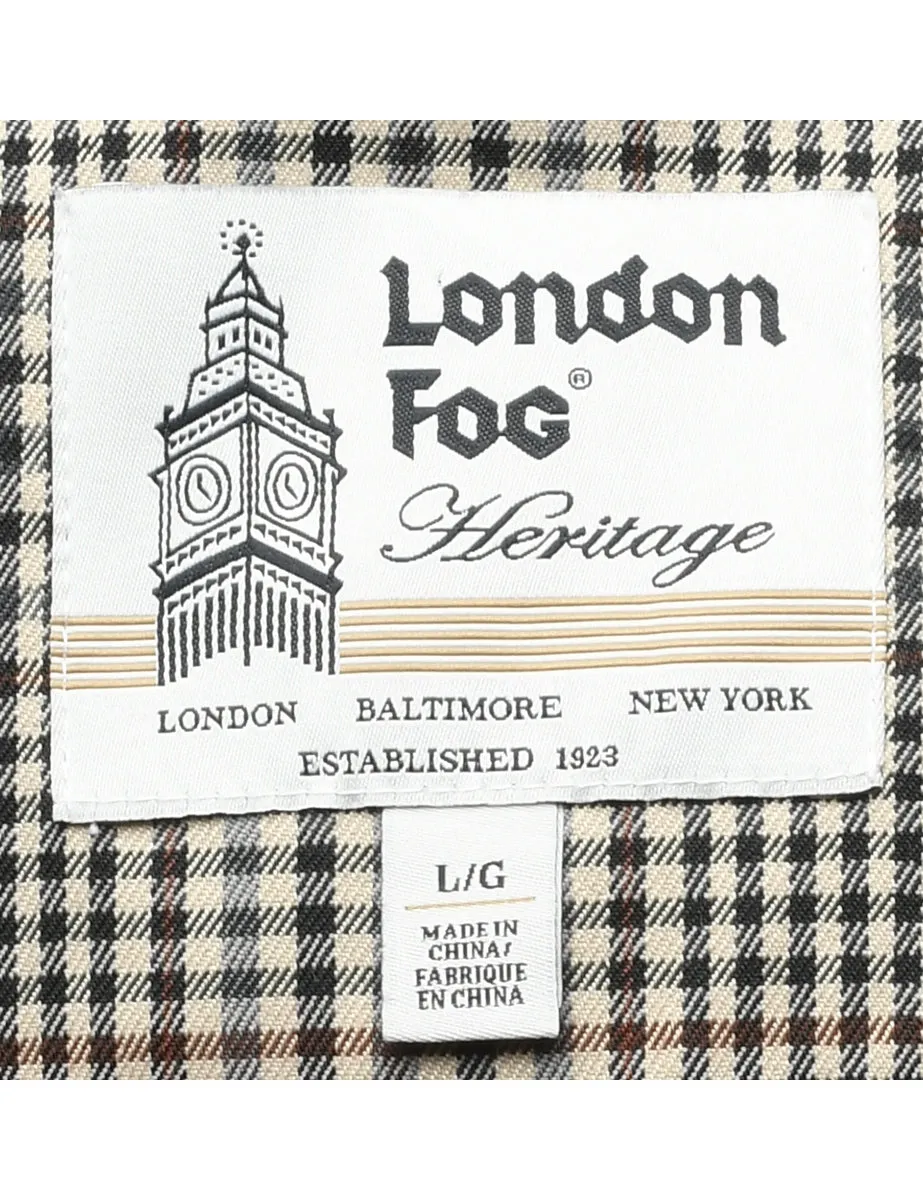 London
Fog®
Heritage
LONDON BALTIMORE NEW YORK
ESTABLISHED 1923
L/G
MADE IN
CHINA/
FABRIQUE
EN CHINA